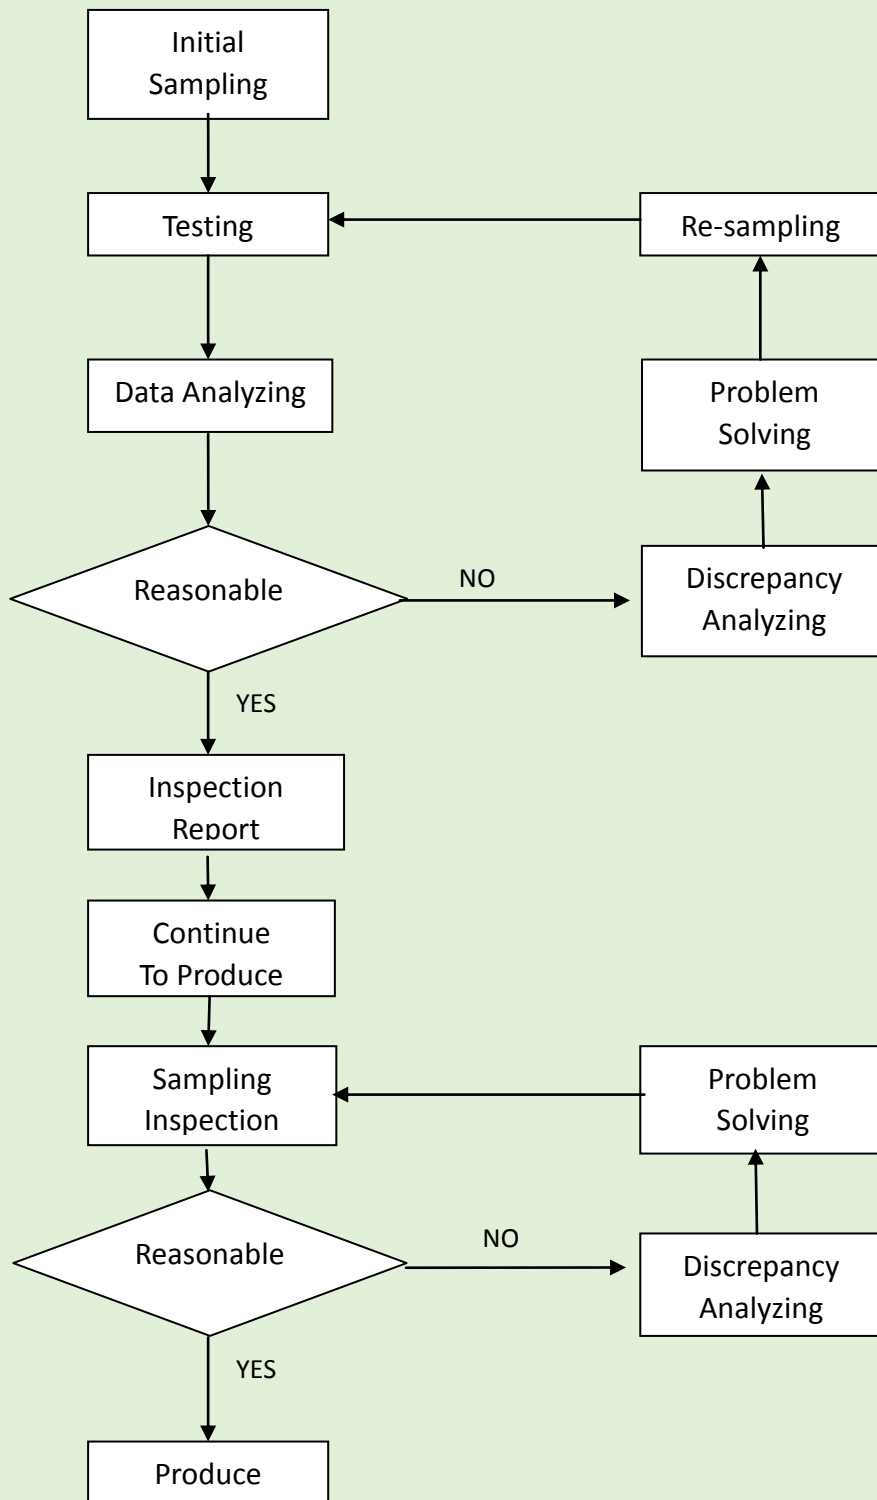 Initial
Sampling
Testing
Re-sampling
Data Analyzing
Problem
Solving
Reasonable
NO
Discrepancy
Analyzing
YES
Inspection
Report
Continue
To Produce
Sampling
Inspection
Problem
Solving
Reasonable
NO
Discrepancy
Analyzing
YES
Produce